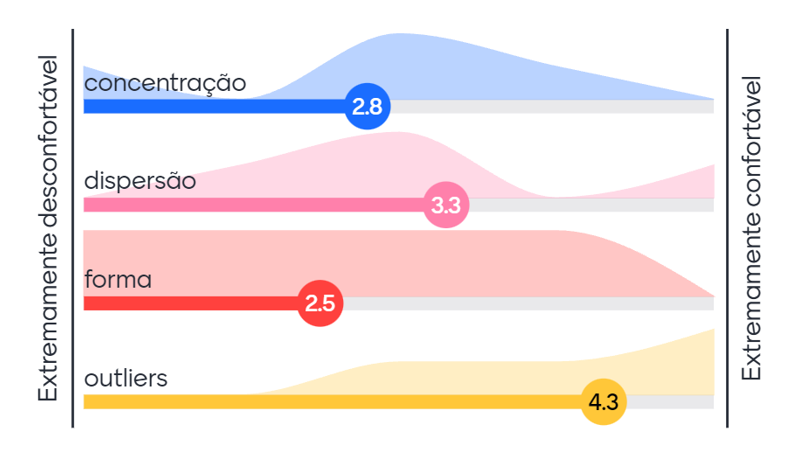 Extremamente desconfortável
concentração
2.8
dispersão
3.3
forma
2.5
outliers
4.3
Extremamente confortável